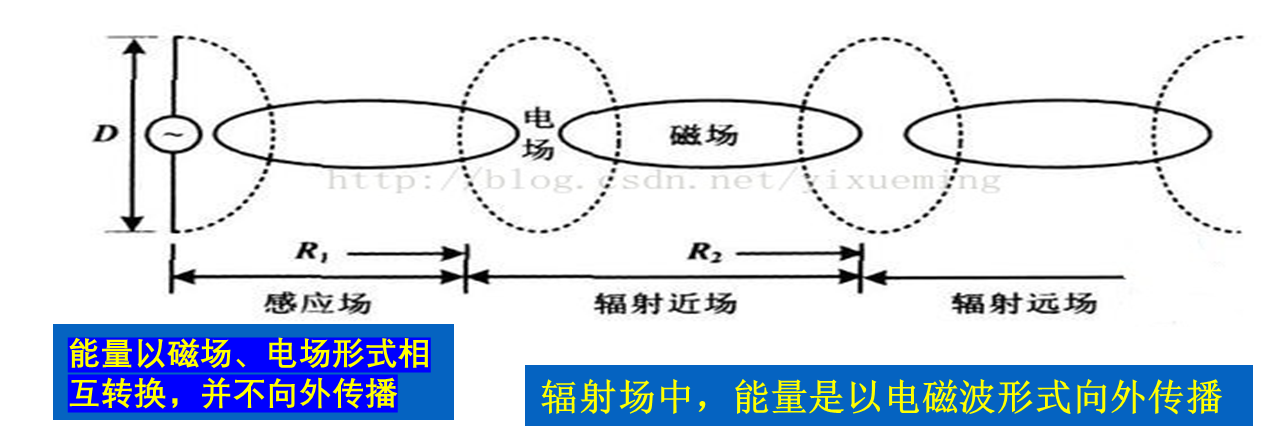 D
~
电
场
磁场
http://blog.csdn.net/yixueming
R₁
R₂
感应场
辐射近场
辐射远场
能量以磁场、电场形式相
互转换，并不向外传播
辐射场中，能量是以电磁波形式向外传播